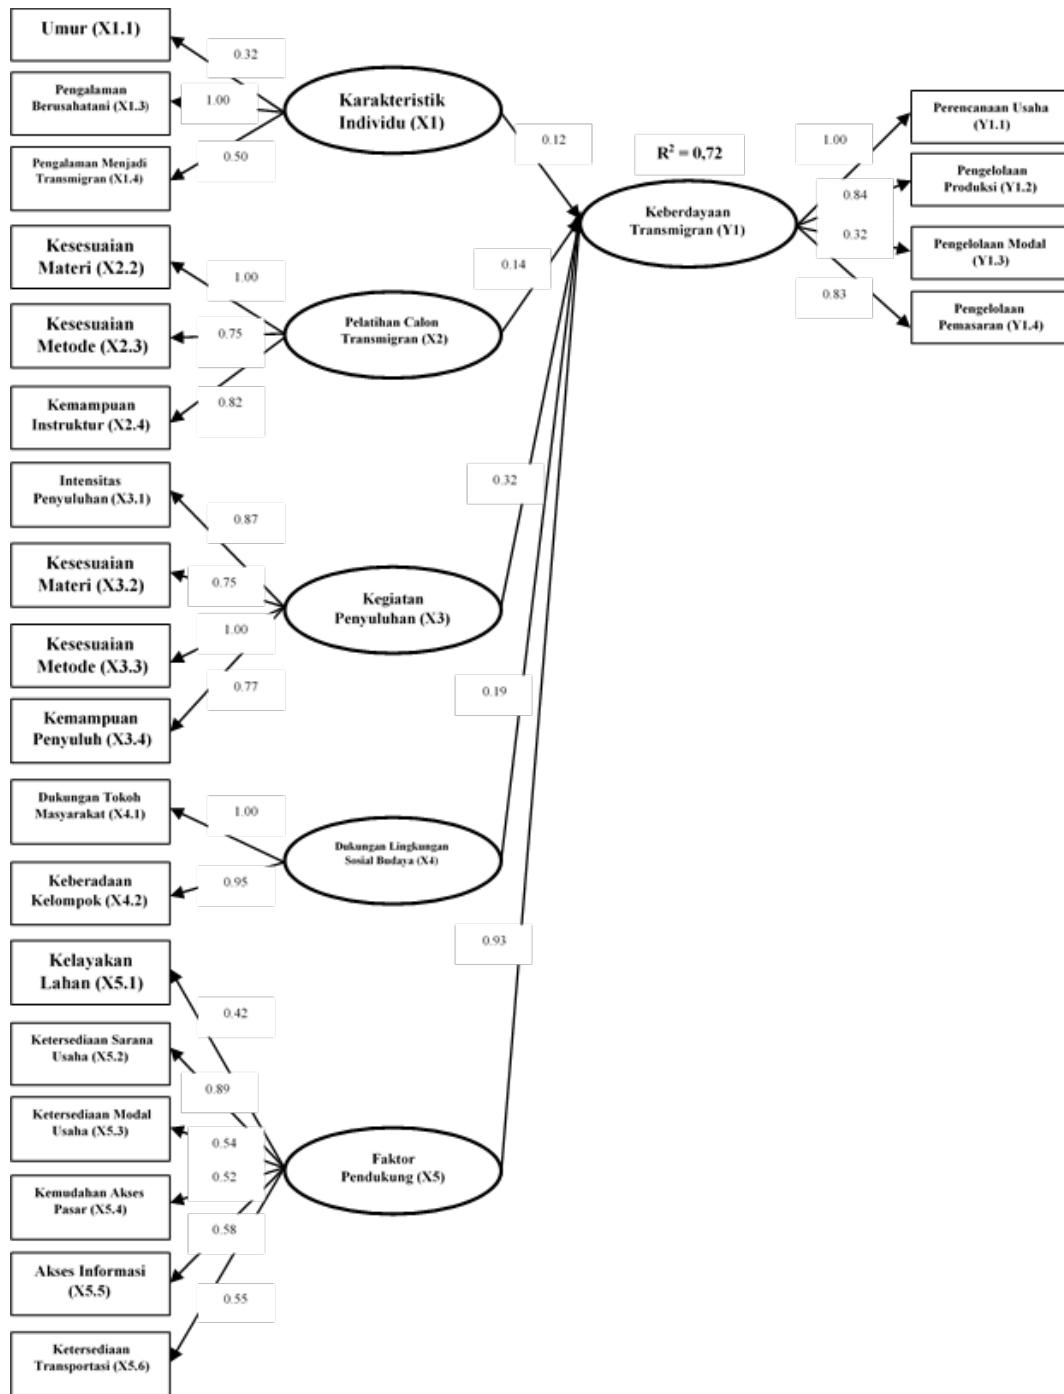 Umur (X1.1)
0.32
Pengalaman
Berusahatani (X1.3)
1.00
Pengalaman Menjadi
Transmigran (X1.4)
0.50
Karakteristik
Individu (X1)
0.12
Kesesuaian
Materi (X2.2)
1.00
Kesesuaian
Metode (X2.3)
0.75
Kemampuan
Instruktur (X2.4)
0.82
Pelatihan Calon
Transmigran (X2)
0.14
Intensitas
Penyuluhan (X3.1)
0.87
Kesesuaian
Materi (X3.2)
0.75
Kesesuaian
Metode (X3.3)
1.00
Kemampuan
Penyuluh (X3.4)
0.77
Kegiatan
Penyuluhan (X3)
0.32
Dukungan Tokoh
Masyarakat (X4.1)
1.00
Keberadaan
Kelompok (X4.2)
0.95
Dukungan Lingkungan
Sosial Budaya (X4)
0.19
Kelayakan
Lahan (X5.1)
0.42
Ketersediaan Sarana
Usaha (X5.2)
0.89
Ketersediaan Modal
Usaha (X5.3)
0.54
Kemudahan Akses
Pasar (X5.4)
0.52
Akses Informasi
(X5.5)
0.58
Ketersediaan
Transportasi (X5.6)
0.55
Faktor
Pendukung (X5)
0.93
R² = 0,72
Keberdayaan
Transmigran (Y1)
1.00
Perencanaan Usaha
(Y1.1)
0.84
Pengelolaan
Produksi (Y1.2)
0.32
Pengelolaan Modal
(Y1.3)
0.83
Pengelolaan
Pemasaran (Y1.4)